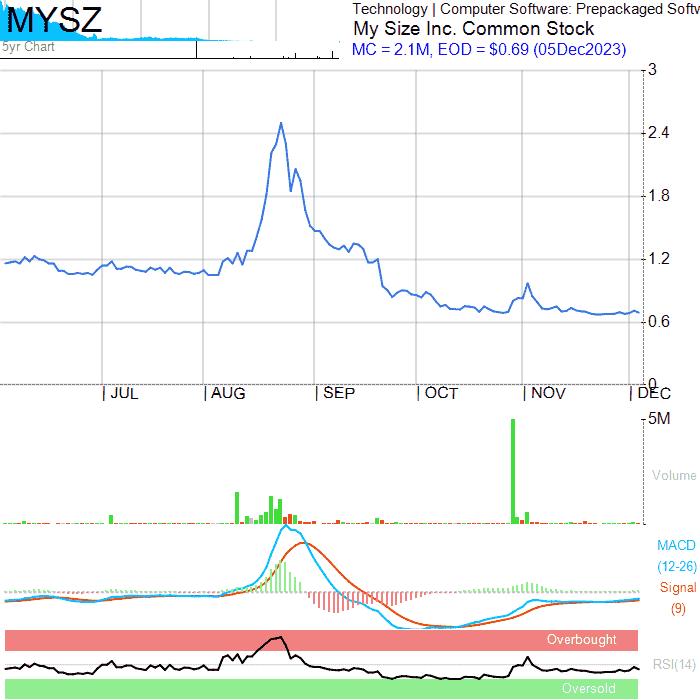 MYSZ
5yr Chart
Technology | Computer Software: Prepackaged Softw
My Size Inc. Common Stock
MC = 2.1M, EOD = $0.69 (05Dec2023)
3
2.4
1.8
1.2
0.6
0
| JUL | AUG | SEP | OCT | NOV | DEC
5M
Volume
MACD
(12-26)
Signal
(9)
Overbought
RSI(14)
Oversold